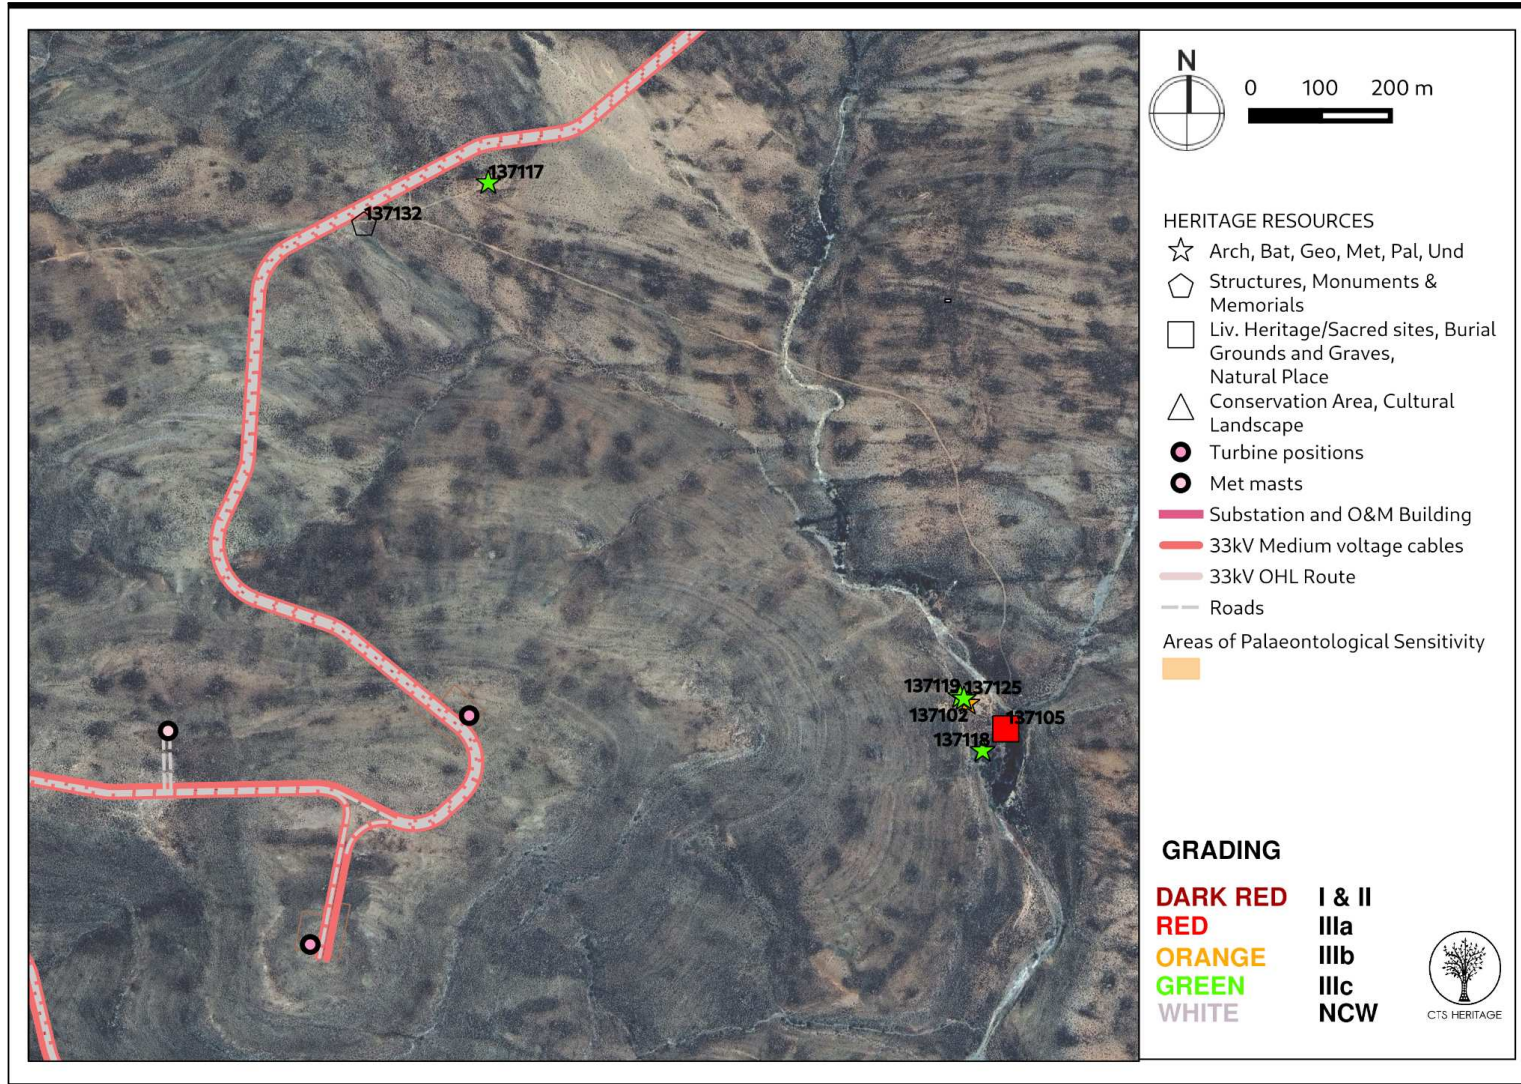 137117
137132
137119 137125
137102
137105
137118
N
0 100 200 m
HERITAGE RESOURCES
Arch, Bat, Geo, Met, Pal, Und
Structures, Monuments &
Memorials
Liv. Heritage/Sacred sites, Burial
Grounds and Graves,
Natural Place
Conservation Area, Cultural
Landscape
Turbine positions
Met masts
Substation and O&M Building
33kV Medium voltage cables
33kV OHL Route
Roads
Areas of Palaeontological Sensitivity
GRADING
DARK RED I & II
RED IIIa
ORANGE IIIb
GREEN IIIc
WHITE NCW
CTS HERITAGE